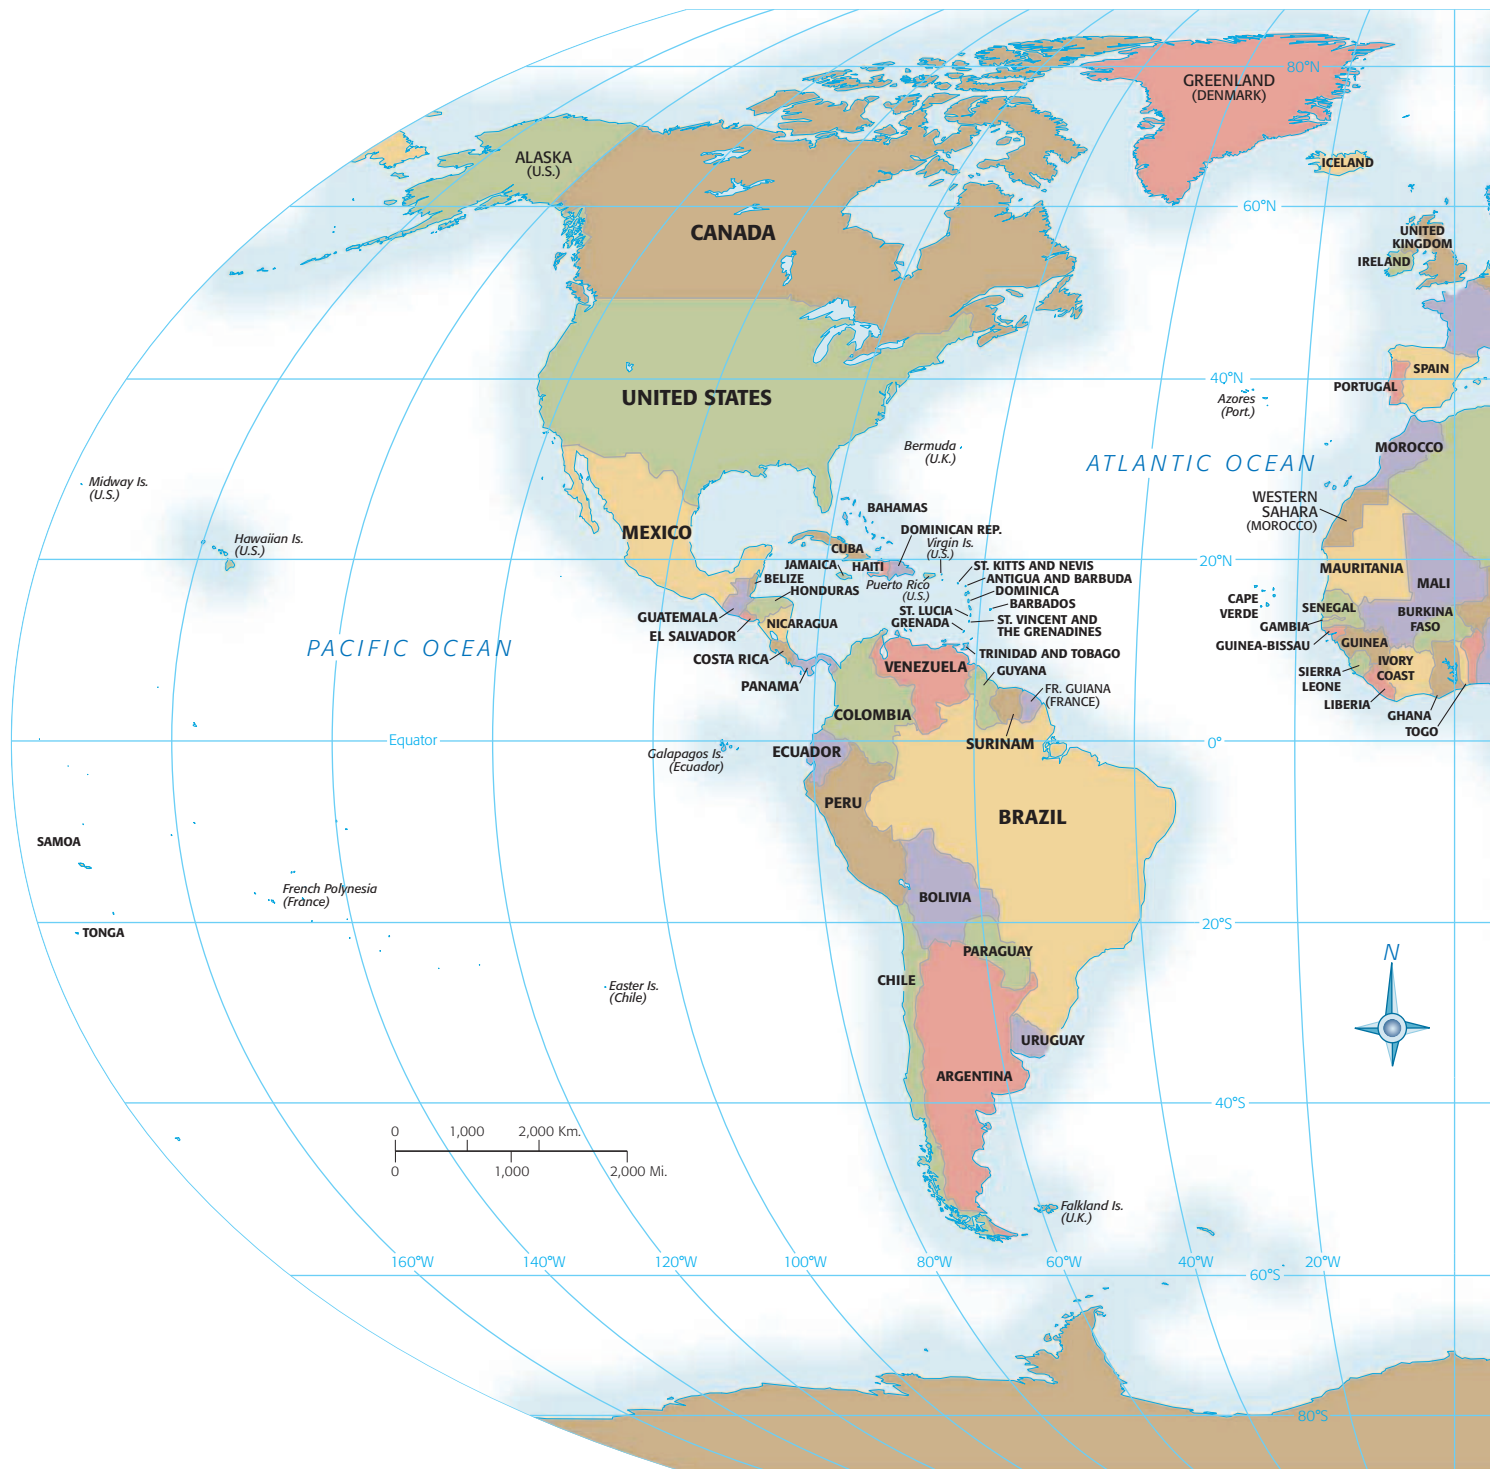 80°N
GREENLAND
(DENMARK)
ALASKA
(U.S.)
ICELAND
60°N
CANADA
UNITED
KINGDOM
IRELAND
UNITED STATES
40°N
SPAIN
PORTUGAL
Azores
(Port.)
Bermuda
(U.K.)
MOROCCO
ATLANTIC OCEAN
Midway Is.
(U.S.)
WESTERN
SAHARA
(MOROCCO)
BAHAMAS
MEXICO
DOMINICAN REP.
Hawaiian Is.
(U.S.)
CUBA
Virgin Is.
(U.S.)
20°N
JAMAICA
HAITI
ST. KITTS AND NEVIS
MAURITANIA
BELIZE
Puerto Rico
(U.S.)
ANTIGUA AND BARBUDA
MALI
HONDURAS
DOMINICA
CAPE
VERDE
BARBADOS
SENEGAL
BURKINA
FASO
GUATEMALA
ST. LUCIA
NICARAGUA
GRENADA
ST. VINCENT AND
THE GRENADINES
GAMBIA
EL SALVADOR
PACIFIC OCEAN
GUINEA-BISSAU
GUINEA
COSTA RICA
TRINIDAD AND TOBAGO
VENEZUELA
GUYANA
IVORY
COAST
SIERRA
LEONE
PANAMA
FR. GUIANA
(FRANCE)
LIBERIA
COLOMBIA
GHANA
TOGO
Equator
SURINAM
0°
ECUADOR
Galapagos Is.
(Ecuador)
PERU
BRAZIL
SAMOA
French Polynesia
(France)
BOLIVIA
20°S
TONGA
PARAGUAY
N
CHILE
Easter Is.
(Chile)
URUGUAY
ARGENTINA
40°S
0 1,000 2,000 Km.
0 1,000 2,000 Mi.
Falkland Is.
(U.K.)
160°W 140°W 120°W 100°W 80°W 60°W 40°W 20°W
60°S
80°S